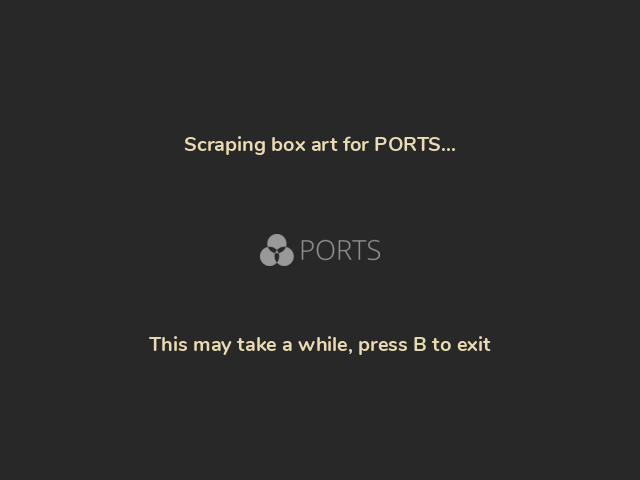 Scraping box art for PORTS...
PORTS
This may take a while, press B to exit